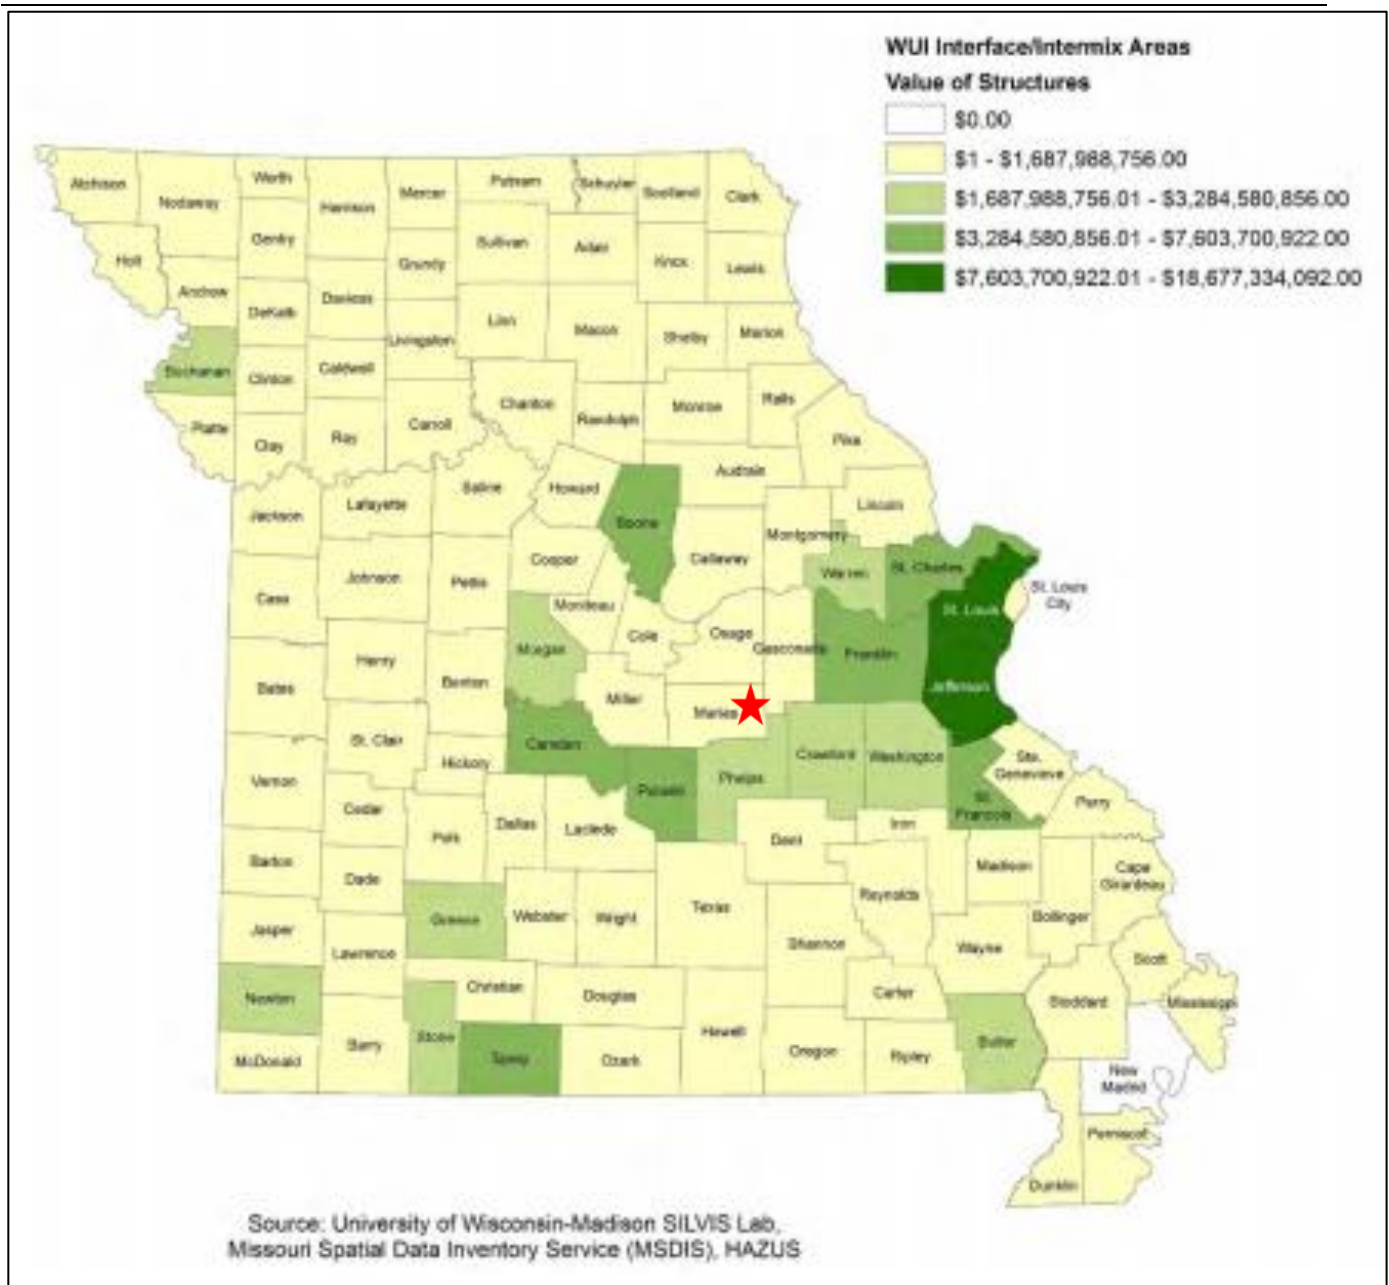 WUI Interface/Intermix Areas
Value of Structures
$0.00
$1 - $1,687,988,756.00
$1,687,988,756.01 - $3,284,580,856.00
$3,284,580,856.01 - $7,603,700,922.00
$7,603,700,922.01 - $18,677,334,092.00
Atchison
Nodaway
Worth
Harrison
Mercer
Putnam
Schuyler
Scotland
Clark
Gentry
Sullivan
Adair
Knox
Lewis
Holt
Andrew
DeKalb
Daviess
Grundy
Linn
Macon
Shelby
Marion
Livingston
Buchanan
Clinton
Caldwell
Chariton
Randolph
Monroe
Ralls
Platte
Clay
Ray
Carroll
Pike
Audrain
Saline
Howard
Boone
Lincoln
Jackson
Lafayette
Montgomery
Callaway
Cooper
Warren
St. Charles
Cass
Johnson
Pettis
Moniteau
St. Louis
St. Louis
City
Cole
Osage
Gasconade
Franklin
Morgan
Henry
Benton
Bates
Miller
Maries
Jefferson
St. Clair
Camden
Hickory
Crawford
Washington
Ste.
Genevieve
Vernon
Phelps
Pulaski
St.
Francois
Perry
Cedar
Polk
Dallas
Laclede
Dent
Iron
Barton
Dade
Madison
Cape
Girardeau
Reynolds
Texas
Greene
Webster
Wright
Bollinger
Jasper
Lawrence
Shannon
Wayne
Scott
Christian
Douglas
Carter
Newton
Stoddard
Mississippi
Stone
Howell
Barry
Taney
Ozark
Oregon
Ripley
Butler
McDonald
New
Madrid
Pemiscot
Dunklin
Source: University of Wisconsin-Madison SILVIS Lab,
Missouri Spatial Data Inventory Service (MSDIS), HAZUS